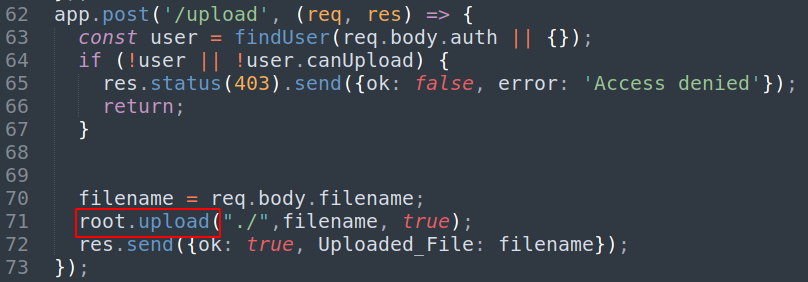 62 app.post('/upload', (req, res) => {
63   const user = findUser(req.body.auth || {});
64   if (!user || !user.canUpload) {
65     res.status(403).send({ok: false, error: 'Access denied'});
66     return;
67   }
68
69
70   filename = req.body.filename;
71   root.upload("./",filename, true);
72   res.send({ok: true, Uploaded_File: filename});
73 });